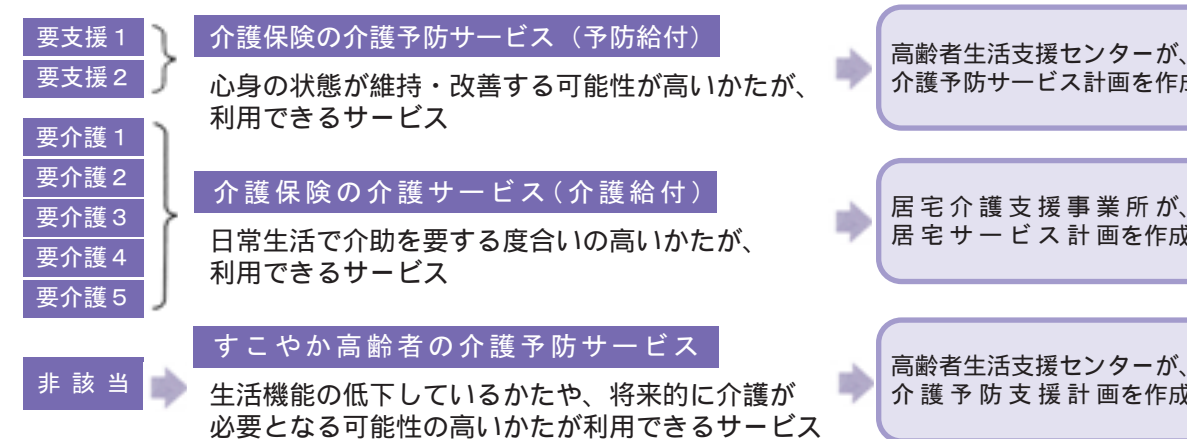 要支援１
要支援２
介護保険の介護予防サービス（予防給付）
心身の状態が維持・改善する可能性が高いかたが、
利用できるサービス
高齢者生活支援センターが、
介護予防サービス計画を作成
要介護１
要介護２
要介護３
要介護４
要介護５
介護保険の介護サービス（介護給付）
日常生活で介助を要する度合いの高いかたが、
利用できるサービス
居宅介護支援事業所が、
居宅サービス計画を作成
非該当
すこやか高齢者の介護予防サービス
生活機能の低下しているかたや、将来的に介護が
必要となる可能性の高いかたが利用できるサービス
高齢者生活支援センターが、
介護予防支援計画を作成